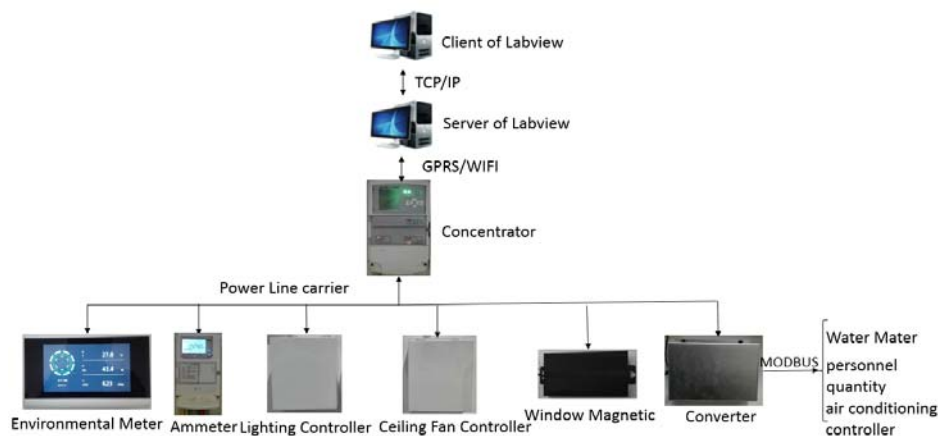 Client of Labview
TCP/IP
Server of Labview
GPRS/WIFI
Concentrator
Power Line carrier
Environmental Meter
Ammeter
Lighting Controller
Ceiling Fan Controller
Window Magnetic
Converter
MODBUS
Water Mater
personnel
quantity
air conditioning
controller